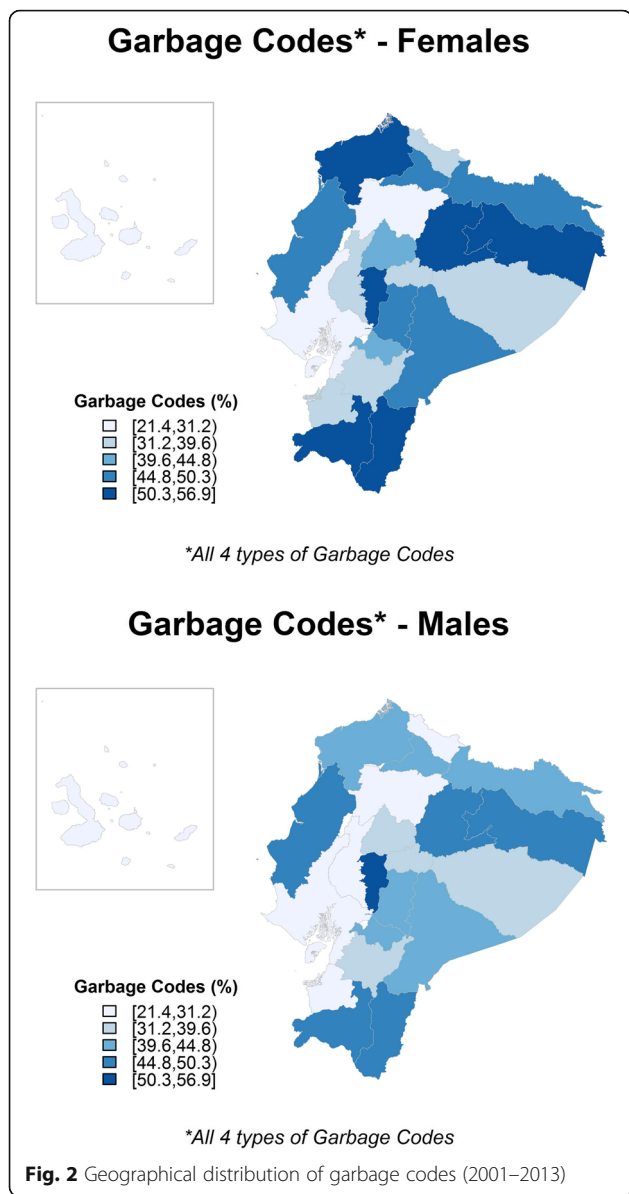 Garbage Codes* - Females
Garbage Codes (%)
[21.4,31.2)
[31.2,39.6)
[39.6,44.8)
[44.8,50.3)
[50.3,56.9]
*All 4 types of Garbage Codes
Garbage Codes* - Males
Garbage Codes (%)
[21.4,31.2)
[31.2,39.6)
[39.6,44.8)
[44.8,50.3)
[50.3,56.9]
*All 4 types of Garbage Codes
Fig. 2 Geographical distribution of garbage codes (2001–2013)